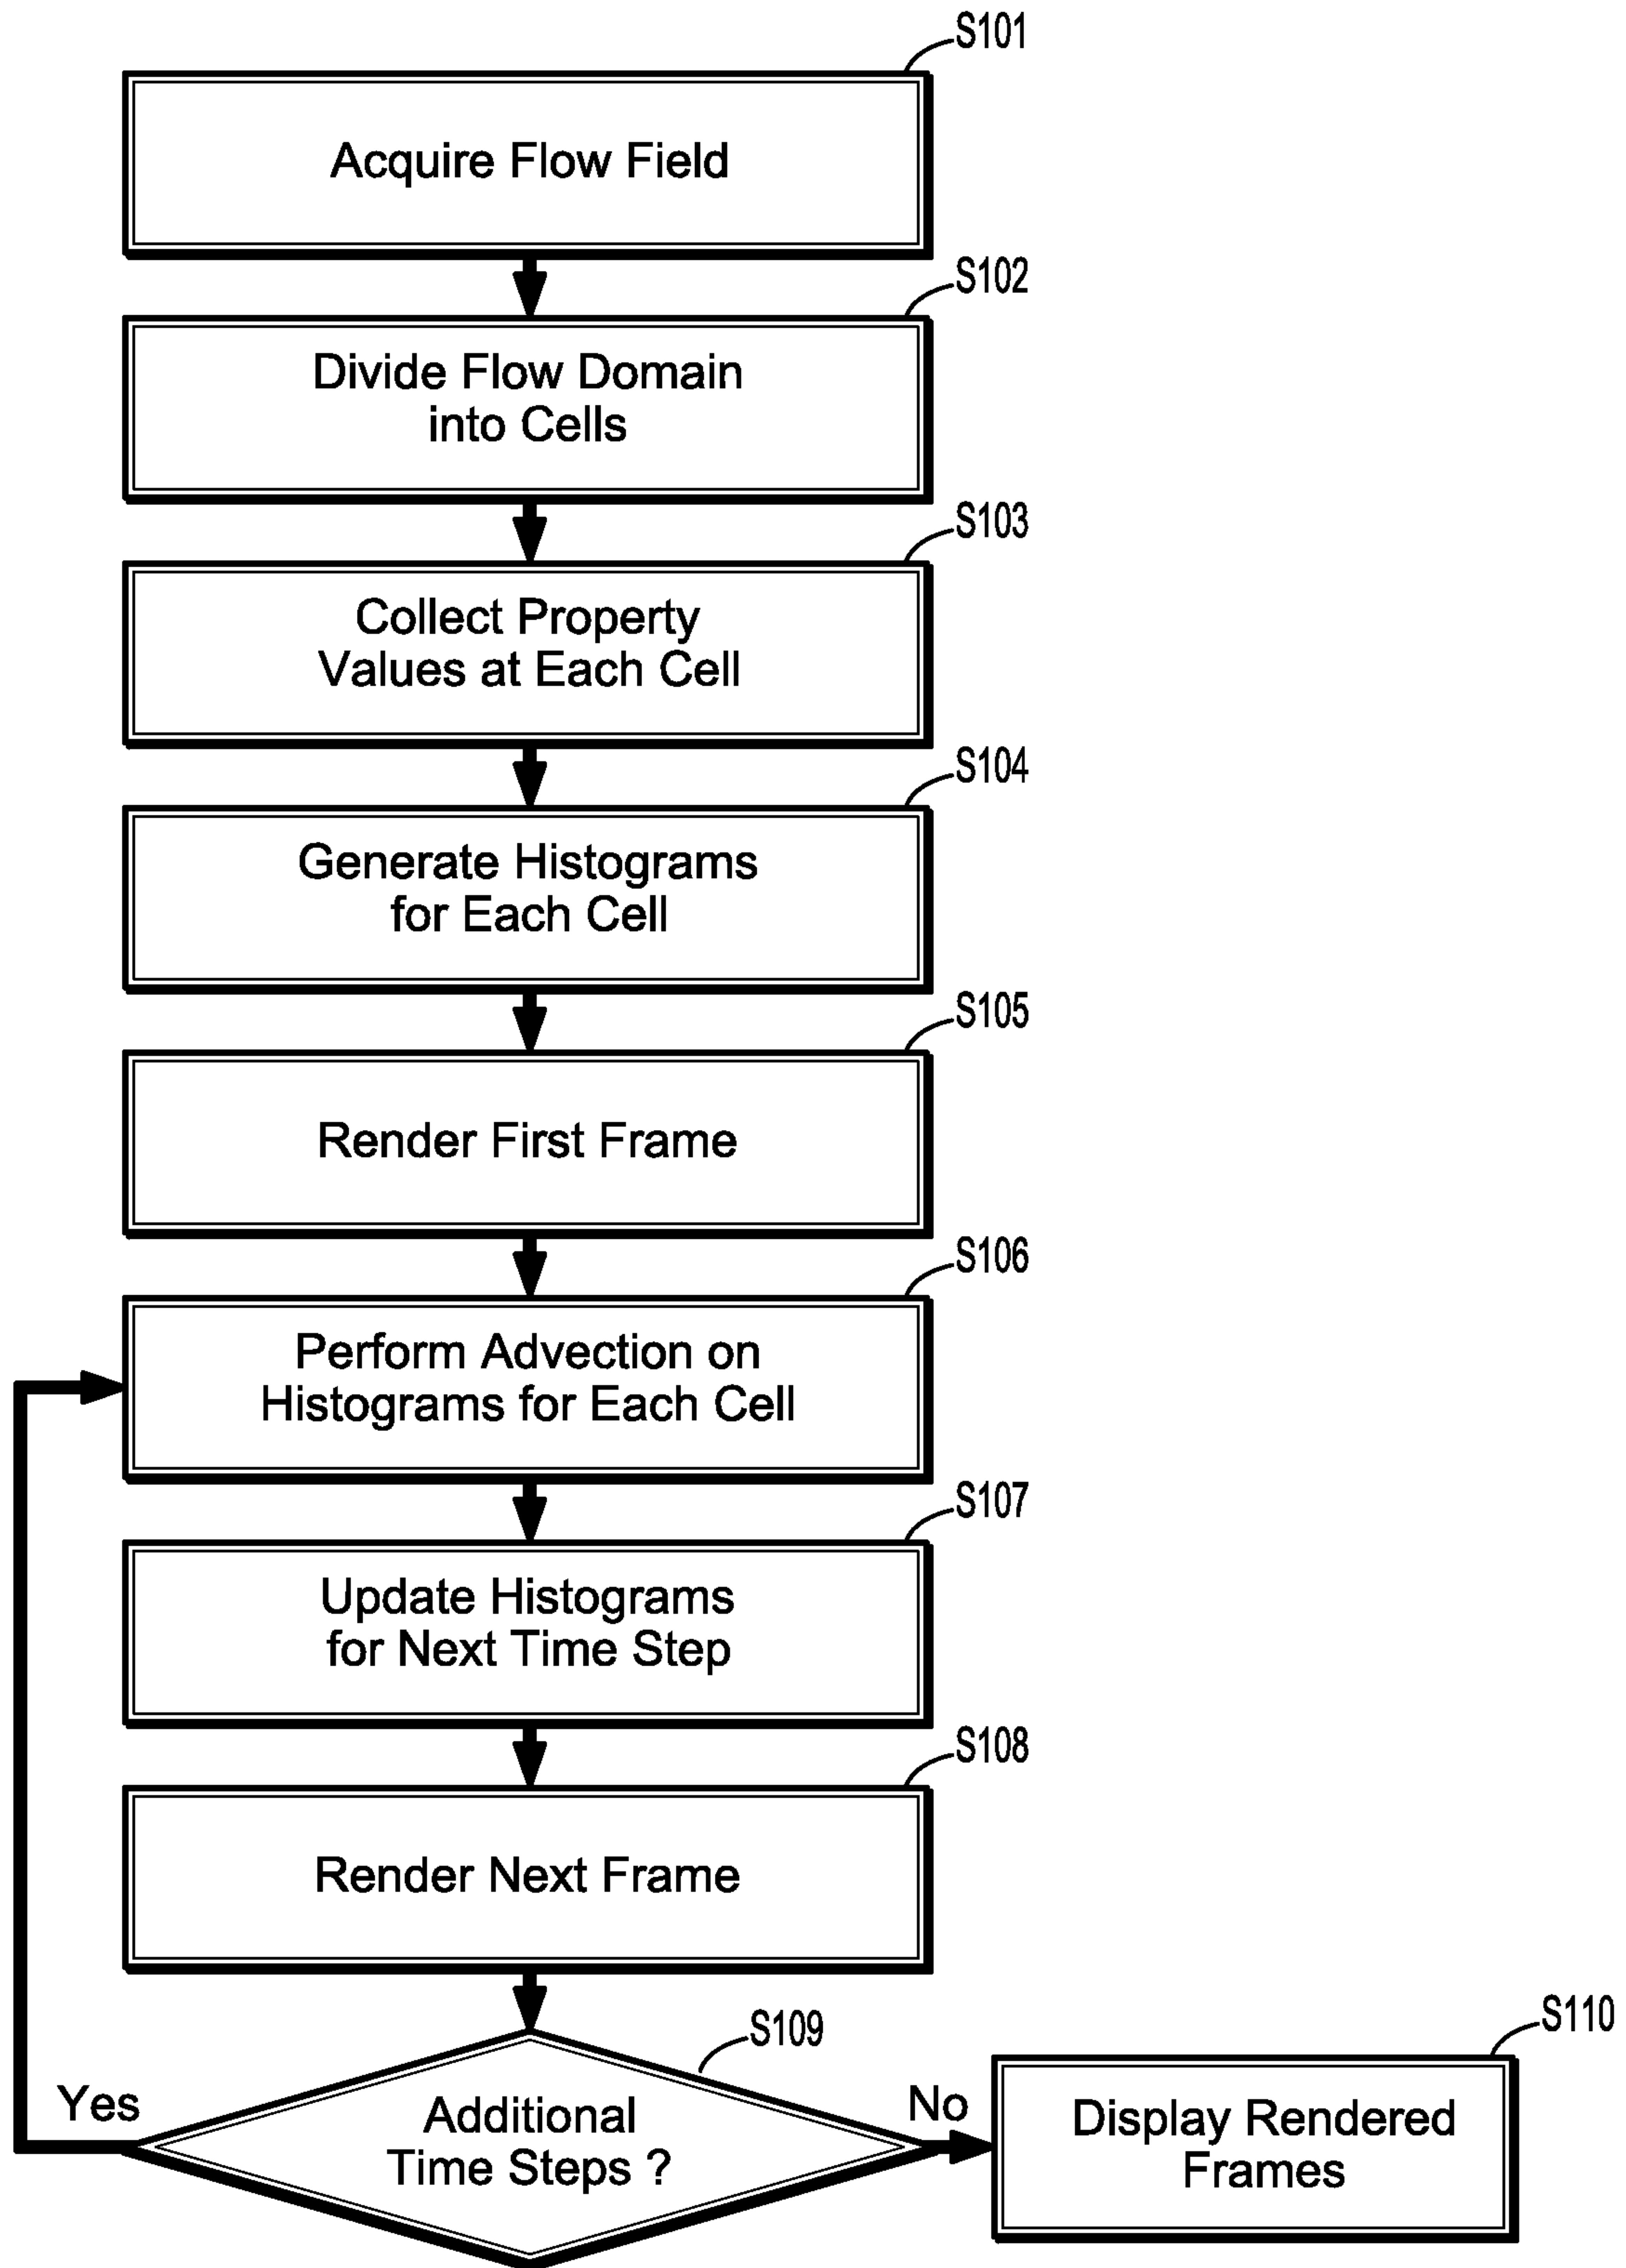 S101
Acquire Flow Field
S102
Divide Flow Domain
into Cells
S103
Collect Property
Values at Each Cell
S104
Generate Histograms
for Each Cell
S105
Render First Frame
S106
Perform Advection on
Histograms for Each Cell
S107
Update Histograms
for Next Time Step
S108
Render Next Frame
S109
Yes
Additional
Time Steps ?
No
S110
Display Rendered
Frames